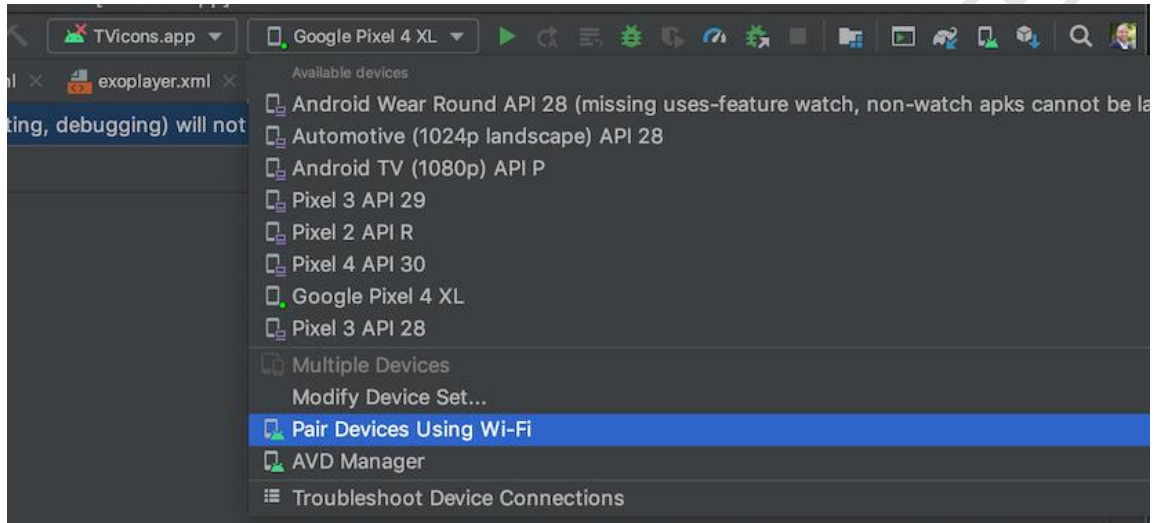 TVicons.app
Google Pixel 4 XL
exoplayer.xml
Available devices
Android Wear Round API 28 (missing uses-feature watch, non-watch apks cannot be la
ting, debugging) will not
Automotive (1024p landscape) API 28
Android TV (1080p) API P
Pixel 3 API 29
Pixel 2 API R
Pixel 4 API 30
Google Pixel 4 XL
Pixel 3 API 28
Multiple Devices
Modify Device Set...
Pair Devices Using Wi-Fi
AVD Manager
Troubleshoot Device Connections